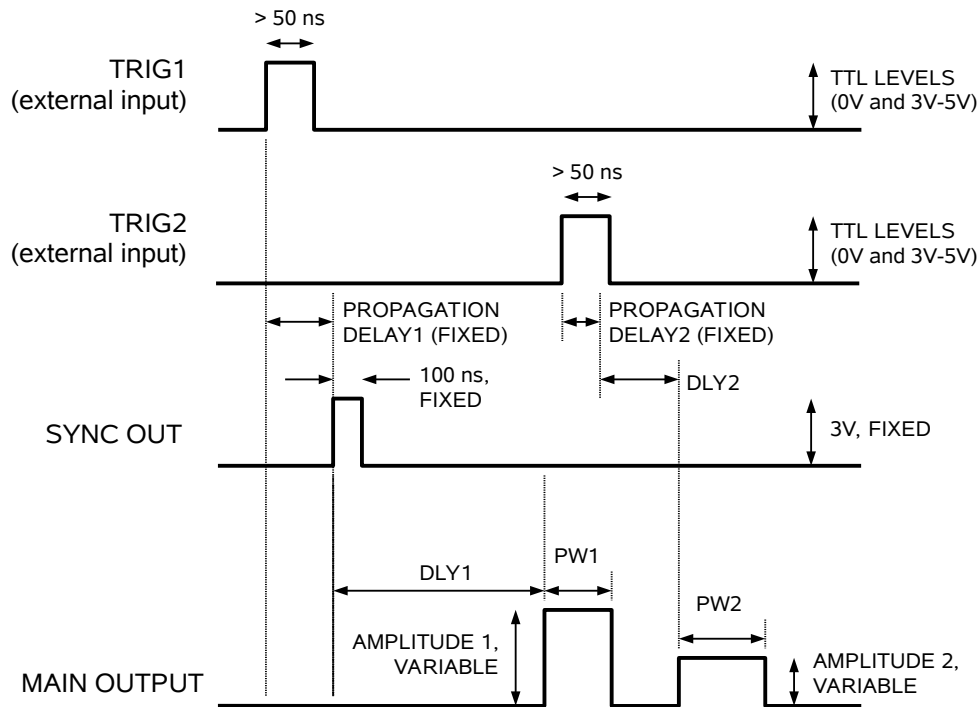 > 50 ns
TRIG1
(external input)
TTL LEVELS
(0V and 3V-5V)
> 50 ns
TRIG2
(external input)
TTL LEVELS
(0V and 3V-5V)
PROPAGATION
DELAY1 (FIXED)
PROPAGATION
DELAY2 (FIXED)
100 ns,
FIXED
DLY2
SYNC OUT
3V, FIXED
PW1
DLY1
PW2
AMPLITUDE 1,
VARIABLE
AMPLITUDE 2,
VARIABLE
MAIN OUTPUT